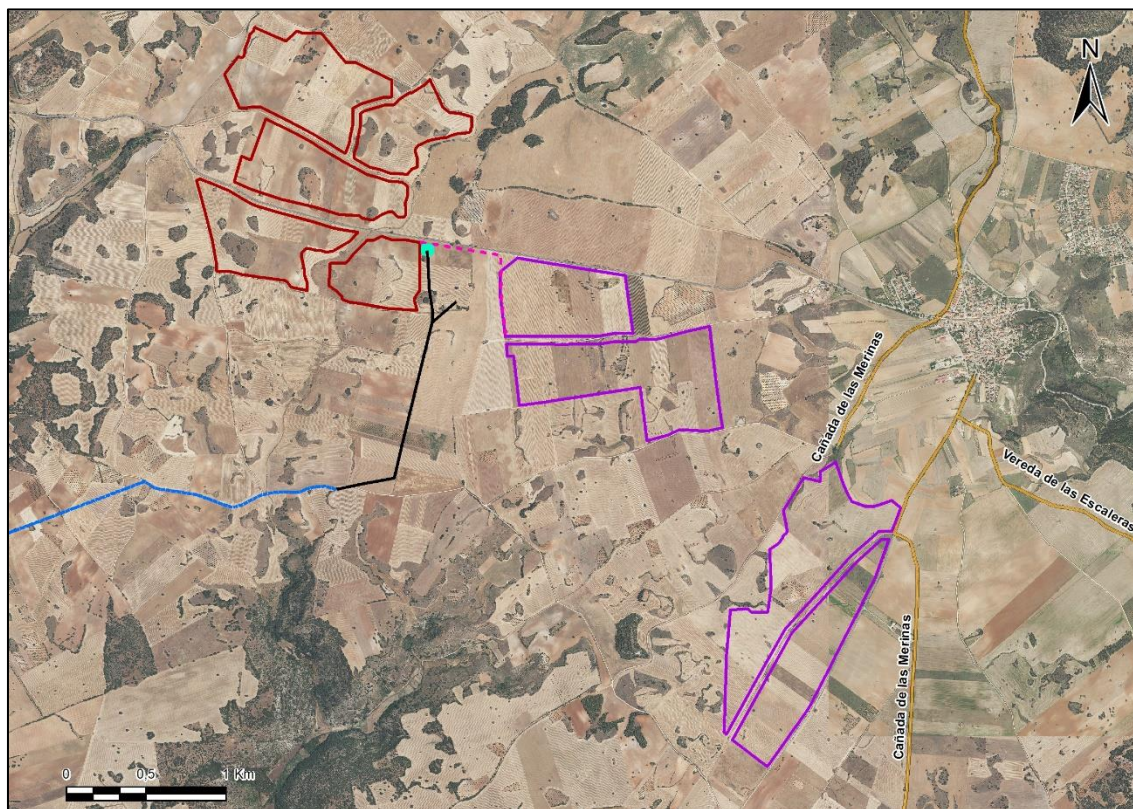 N
Cañada de las Merinas
Vereda de las Escaleras
Cañada de las Merinas
0 0,5 1 Km